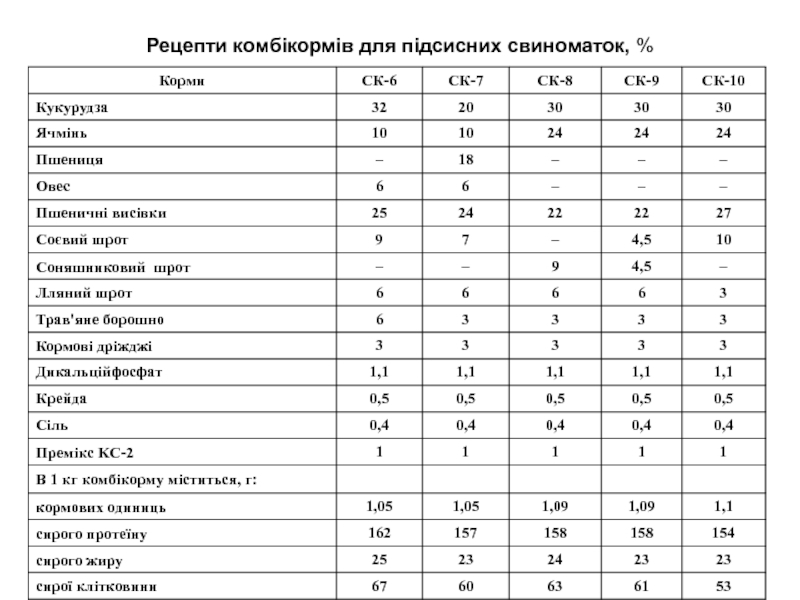 Рецепти комбікормів для підсисних свиноматок, %
Корми СК-6 СК-7 СК-8 СК-9 СК-10
Кукурудза 32 20 30 30 30
Ячмінь 10 10 24 24 24
Пшениця – 18 – – –
Овес 6 6 – – –
Пшеничні висівки 25 24 22 22 27
Соєвий шрот 9 7 – 4,5 10
Соняшниковий шрот – – 9 4,5 –
Лляний шрот 6 6 6 6 3
Трав'яне борошно 6 3 3 3 3
Кормові дріжджі 3 3 3 3 3
Дикальційфосфат 1,1 1,1 1,1 1,1 1,1
Крейда 0,5 0,5 0,5 0,5 0,5
Сіль 0,4 0,4 0,4 0,4 0,4
Премікс КС-2 1 1 1 1 1
В 1 кг комбікорму міститься, г:
кормових одиниць 1,05 1,05 1,09 1,09 1,1
сирого протеїну 162 157 158 158 154
сирого жиру 25 23 24 23 23
сирої клітковини 67 60 63 61 53